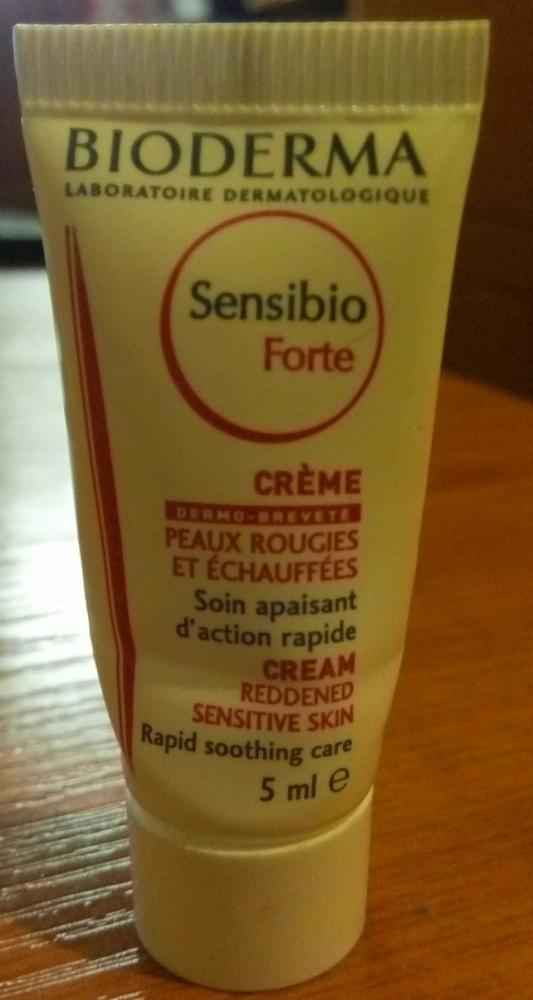 BIODERMA
LABORATOIRE DERMATOLOGIQUE
Sensibio
Forte
CRÈME
DERMO-BREVETÉ
PEAUX ROUGIES
ET ÉCHAUFFÉES
Soin apaisant
d'action rapide
CREAM
REDDENED
SENSITIVE SKIN
Rapid soothing care
5 ml ℮